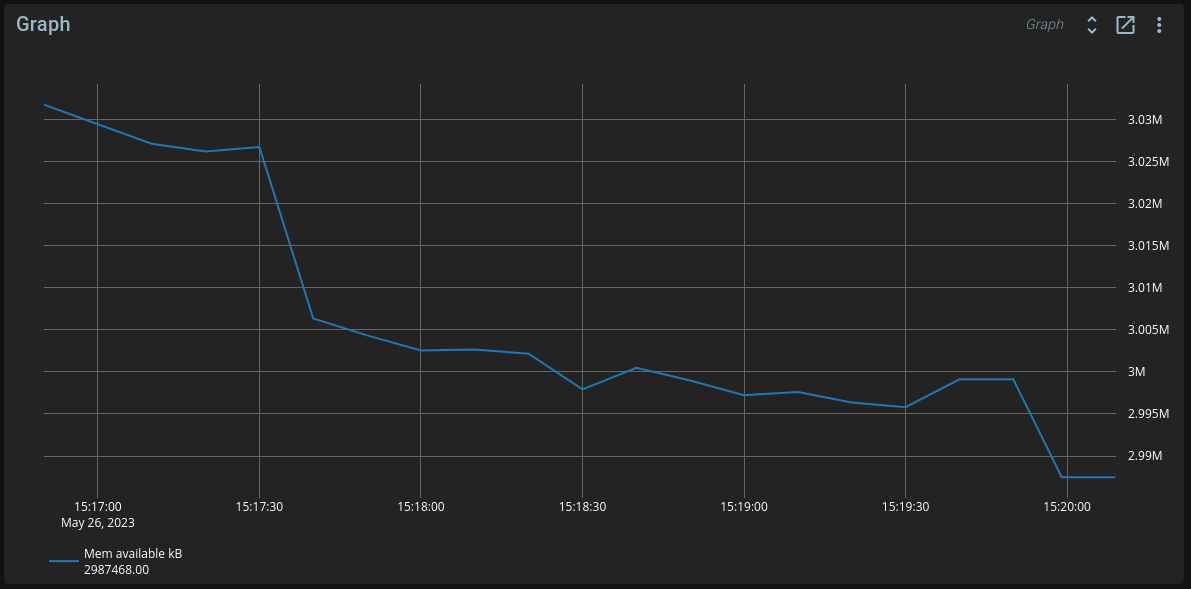 Graph
Graph
3.03M
3.025M
3.02M
3.015M
3.01M
3.005M
3M
2.995M
2.99M
15:17:00 15:17:30 15:18:00 15:18:30 15:19:00 15:19:30 15:20:00
May 26, 2023
Mem available kB
2987468.00